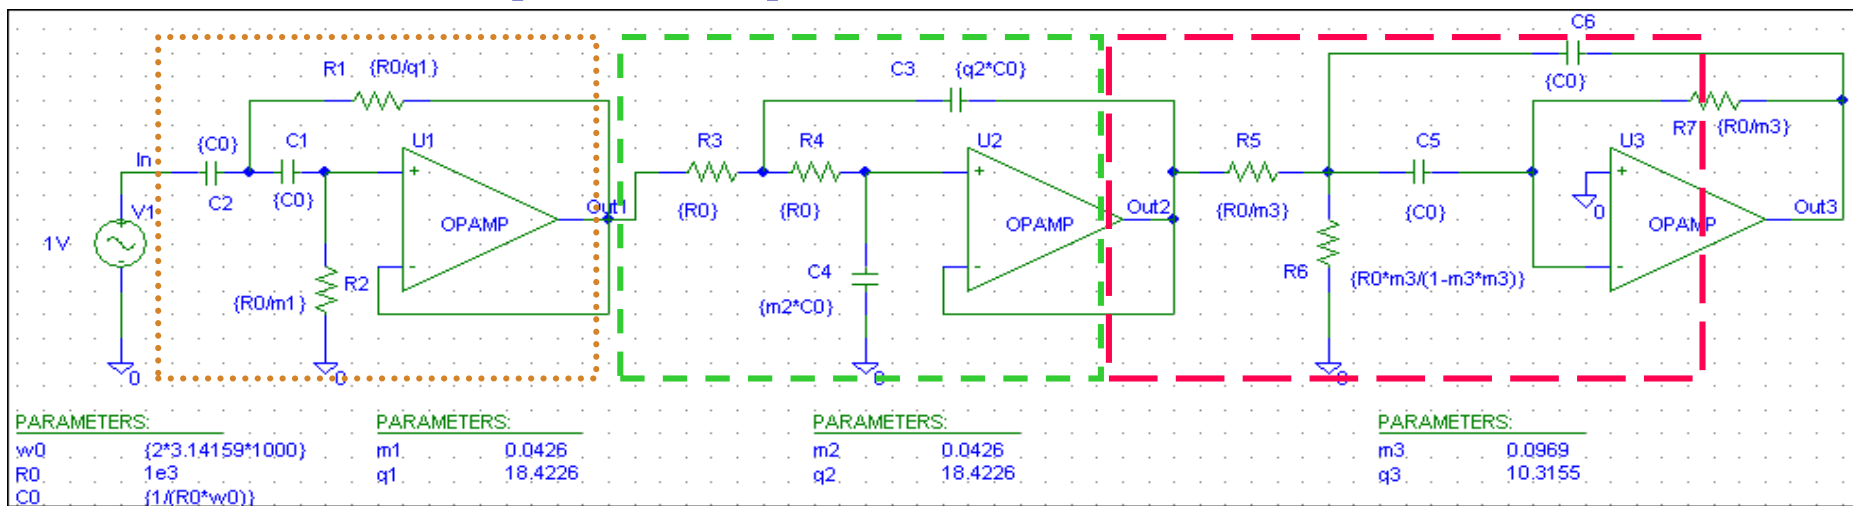 C6
R1 {R0/q1}
C3 {q2*C0}
{C0}
{C0} C1 U1
R3 R4 U2
R5 C5 R7 {R0/m3}
U3
In
+
+
+
C2 {C0}
{R0} {R0}
{R0/m3} {C0}
0
V1
Out1
Out2
Out3
1V
OPAMP
OPAMP
OPAMP
-
-
-
R2
C4
R6 {R0*m3/(1-m3*m3)}
{R0/m1}
{m2*C0}
0 0 0 0
PARAMETERS: PARAMETERS: PARAMETERS: PARAMETERS:
w0 {2*3.14159*1000} m1 0.0426 m2 0.0426 m3 0.0969
R0 1e3 q1 18.4226 q2 18.4226 q3 10.3155
C0 {1/(R0*w0)}